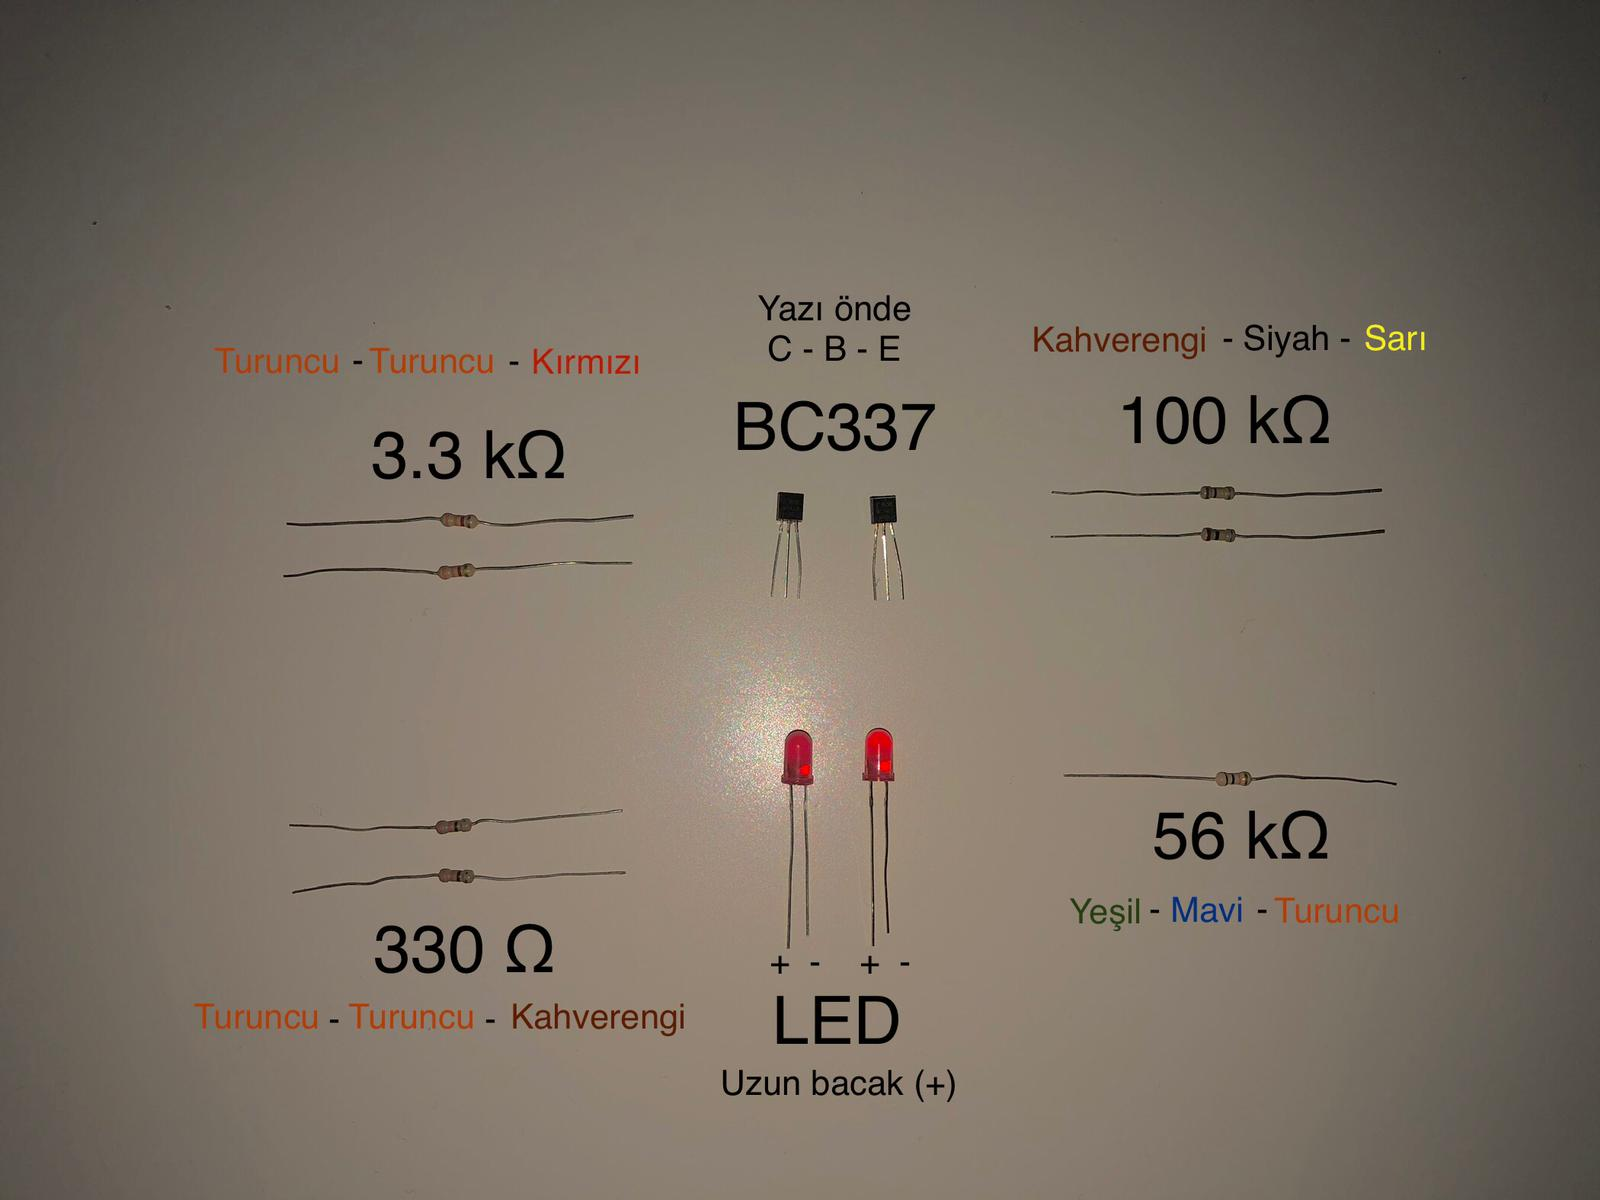 Turuncu - Turuncu - Kırmızı
3.3 kΩ
Yazı önde
C - B - E
BC337
Kahverengi - Siyah - Sarı
100 kΩ
330 Ω
Turuncu - Turuncu - Kahverengi
+ - + -
LED
Uzun bacak (+)
56 kΩ
Yeşil - Mavi - Turuncu